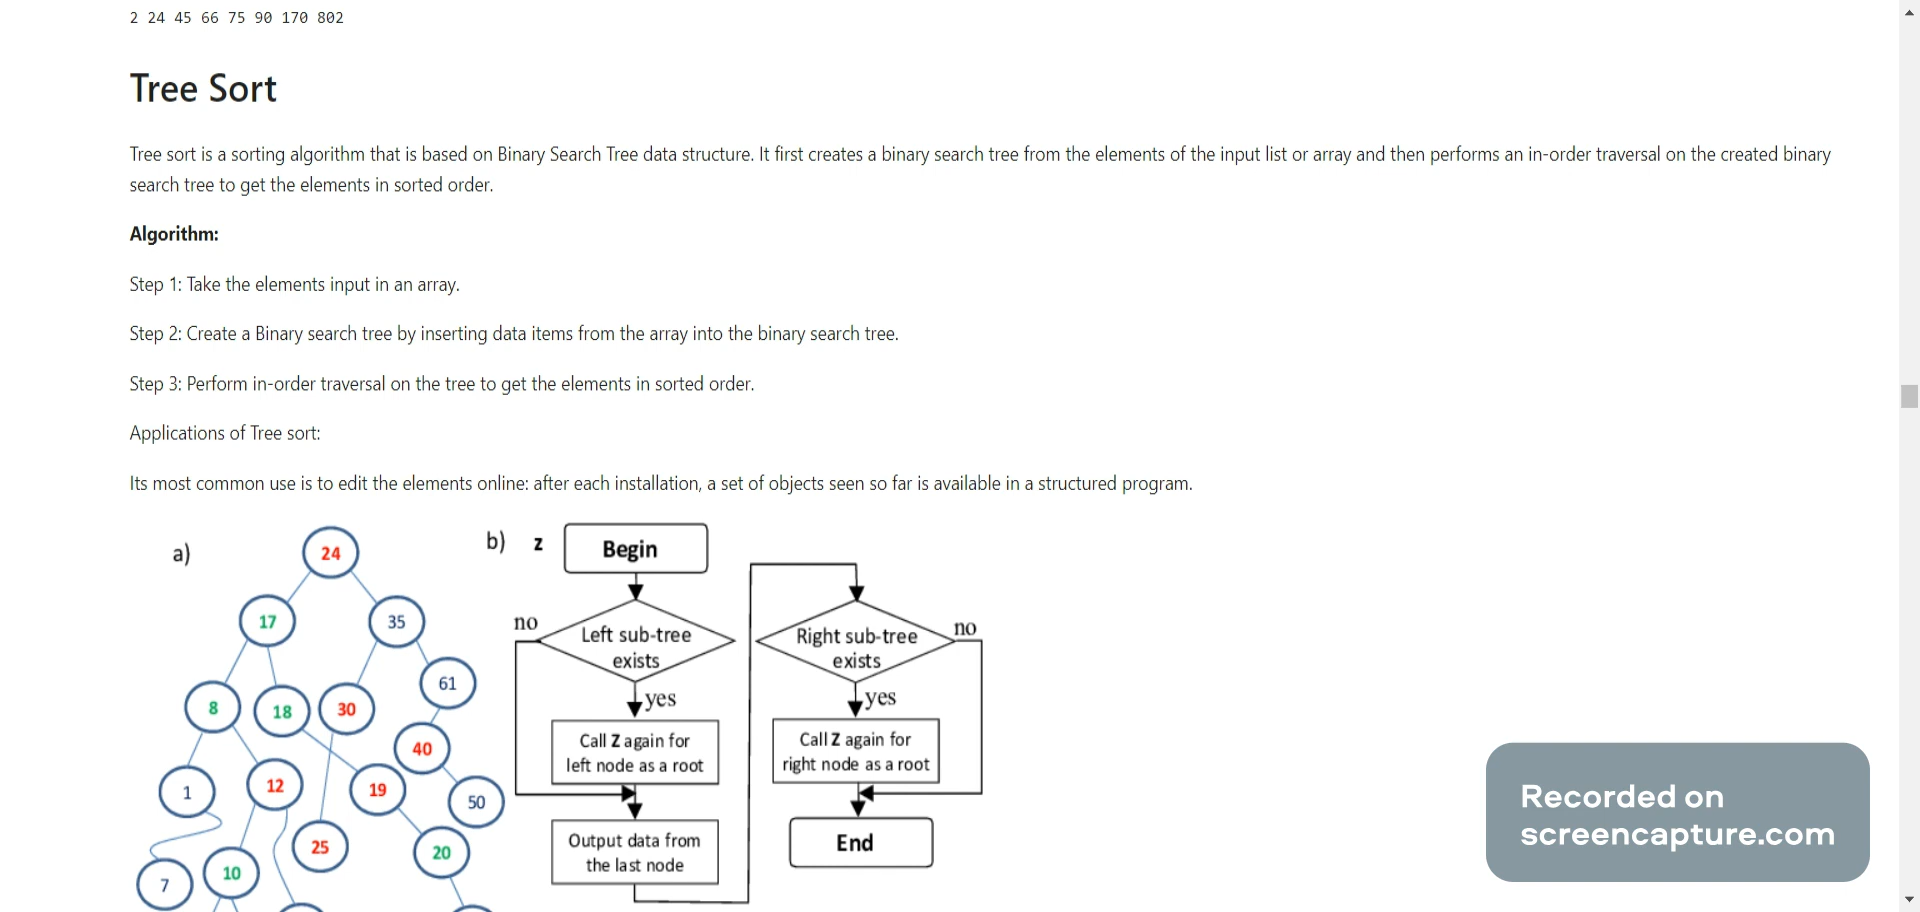 2 24 45 66 75 90 170 802
Tree Sort
Tree sort is a sorting algorithm that is based on Binary Search Tree data structure. It first creates a binary search tree from the elements of the input list or array and then performs an in-order traversal on the created binary
search tree to get the elements in sorted order.
Algorithm:
Step 1: Take the elements input in an array.
Step 2: Create a Binary search tree by inserting data items from the array into the binary search tree.
Step 3: Perform in-order traversal on the tree to get the elements in sorted order.
Applications of Tree sort:
Its most common use is to edit the elements online: after each installation, a set of objects seen so far is available in a structured program.
a)
24
17
35
61
8
18
30
40
1
12
19
50
25
20
7
10
b)
z
Begin
no
Left sub-tree
exists
yes
Call Z again for
left node as a root
Output data from
the last node
Right sub-tree
exists
no
yes
Call Z again for
right node as a root
End
Recorded on
screencapture.com